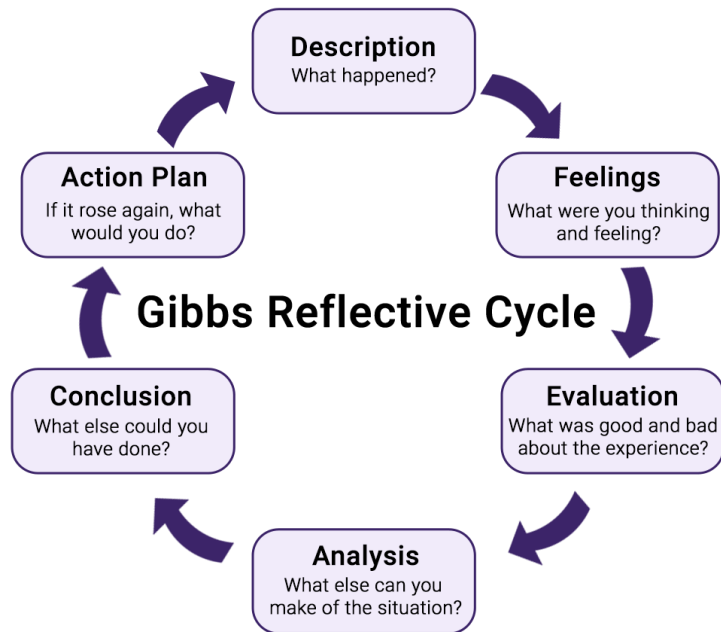 Description
What happened?
Feelings
What were you thinking
and feeling?
Evaluation
What was good and bad
about the experience?
Analysis
What else can you
make of the situation?
Conclusion
What else could you
have done?
Action Plan
If it rose again, what
would you do?
Gibbs Reflective Cycle